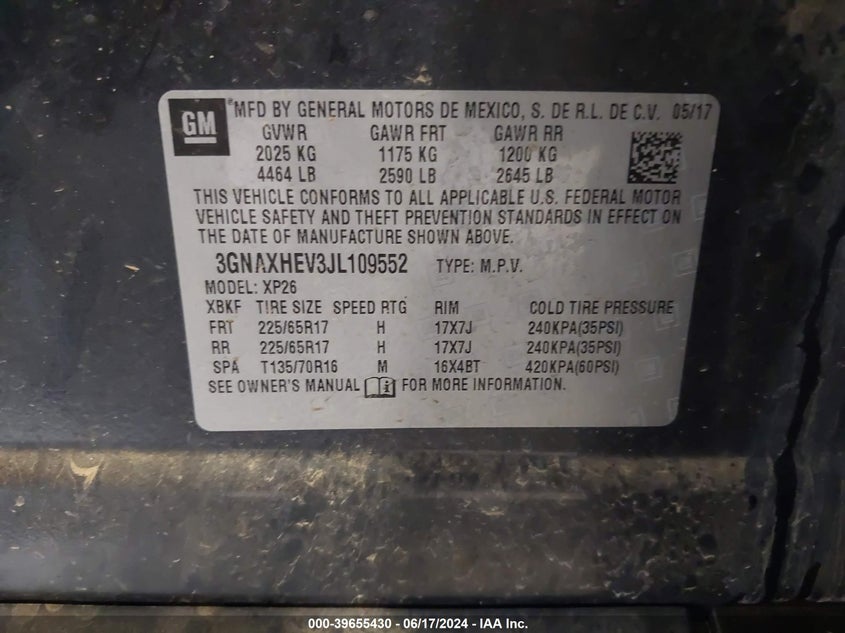 GM
®MFD BY GENERAL MOTORS DE MEXICO, S. DE R.L. DE C.V. 05/17
GVWR GAWR FRT GAWR RR
2025 KG 1175 KG 1200 KG
4464 LB 2590 LB 2645 LB
THIS VEHICLE CONFORMS TO ALL APPLICABLE U.S. FEDERAL MOTOR
VEHICLE SAFETY AND THEFT PREVENTION STANDARDS IN EFFECT ON
THE DATE OF MANUFACTURE SHOWN ABOVE.
3GNAXHEV3JL109552 TYPE: M.P.V.
MODEL: XP26
XBKF TIRE SIZE SPEED RTG RIM COLD TIRE PRESSURE
FRT 225/65R17 H 17X7J 240KPA(35PSI)
RR 225/65R17 H 17X7J 240KPA(35PSI)
SPA T135/70R16 M 16X4BT 420KPA(60PSI)
SEE OWNER'S MANUAL FOR MORE INFORMATION.
000-39655430 - 06/17/2024 - IAA Inc.